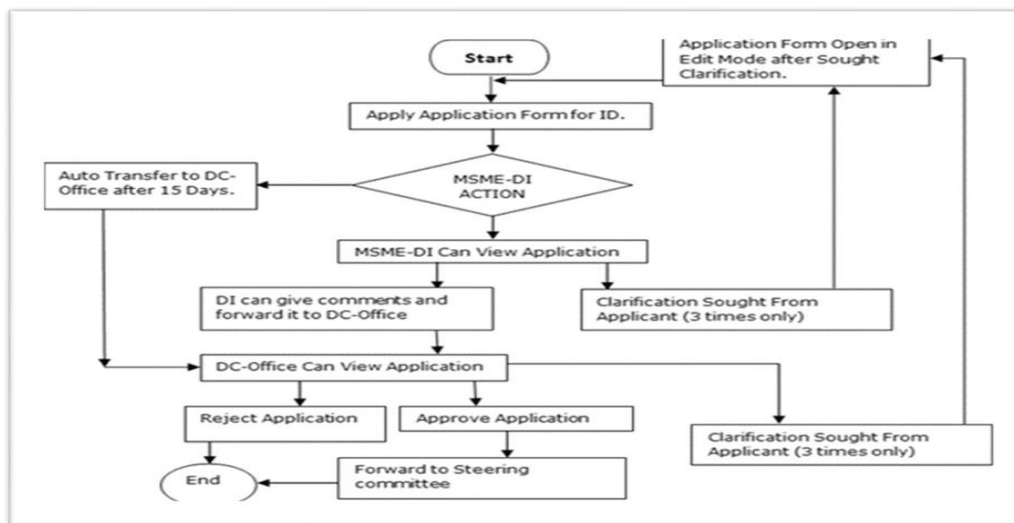 Start
Application Form Open in
Edit Mode after Sought
Clarification.
Apply Application Form for ID.
Auto Transfer to DC-
Office after 15 Days.
MSME-DI
ACTION
MSME-DI Can View Application
DI can give comments and
forward it to DC-Office
Clarification Sought From
Applicant (3 times only)
DC-Office Can View Application
Reject Application
Approve Application
Clarification Sought From
Applicant (3 times only)
End
Forward to Steering
committee